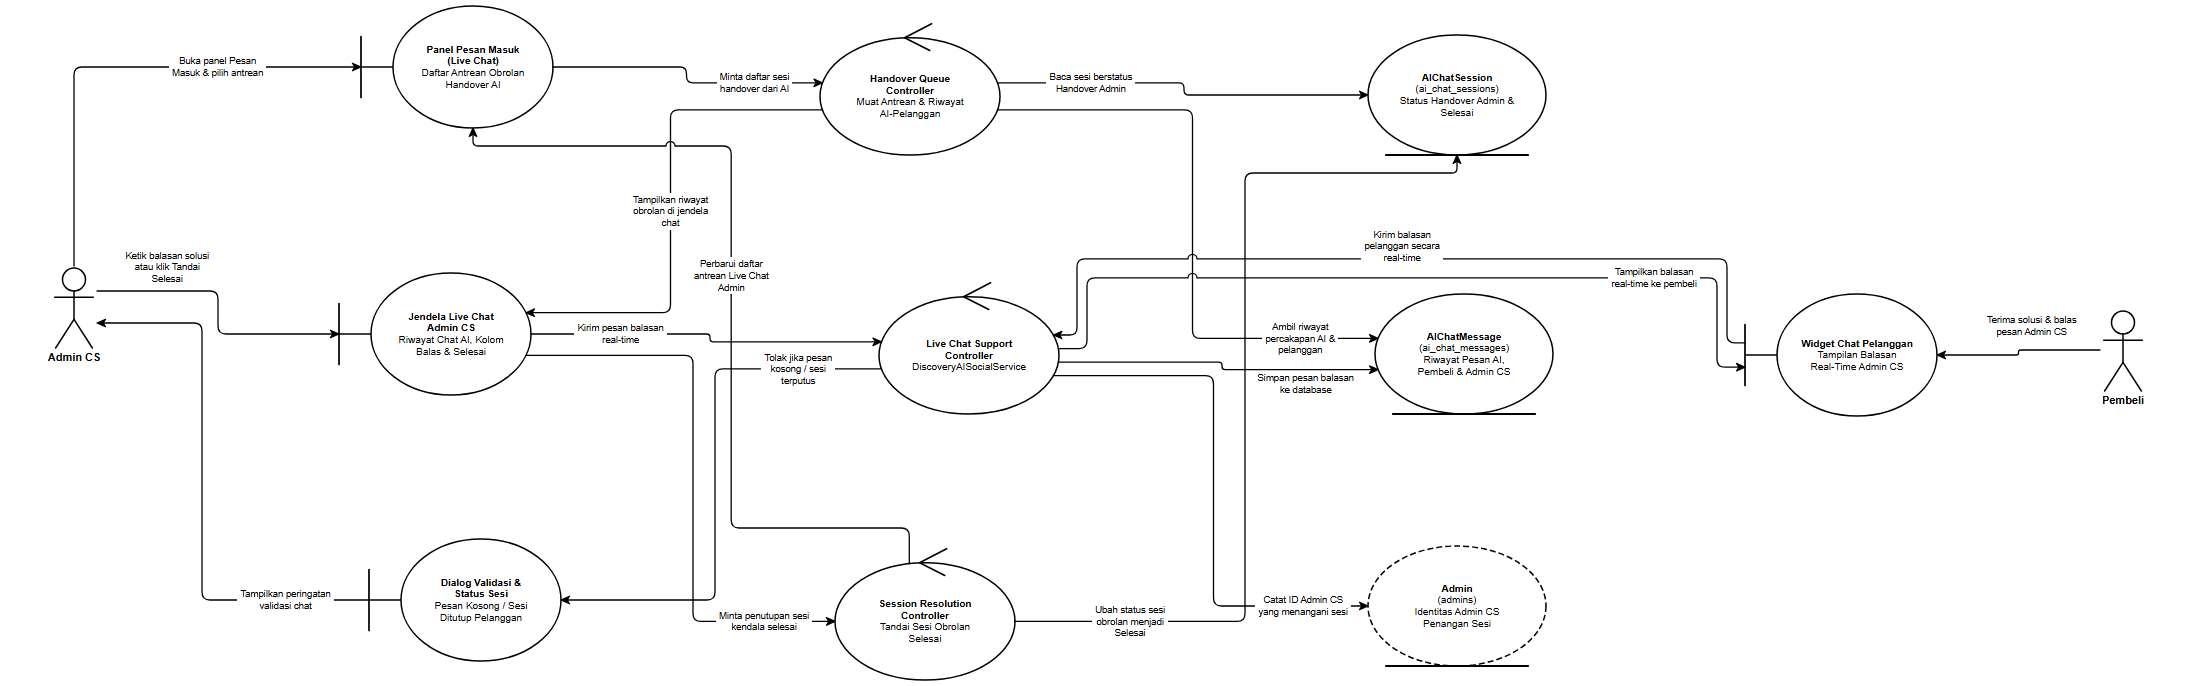 Buka panel Pesan
Masuk & pilih antrean
Panel Pesan Masuk
(Live Chat)
Daftar Antrean Obrolan
Handover AI
Minta daftar sesi
handover dari AI
Handover Queue
Controller
Muat Antrean & Riwayat
AI-Pelanggan
Baca sesi berstatus
Handover Admin
AIChatSession
(ai_chat_sessions)
Status Handover Admin &
Selesai
Tampilkan riwayat
obrolan di jendela
chat
Perbarui daftar
antrean Live Chat
Admin
Kirim balasan
pelanggan secara
real-time
Tampilkan balasan
real-time ke pembeli
Ketik balasan solusi
atau klik Tandai
Selesai
Admin CS
Jendela Live Chat
Admin CS
Riwayat Chat AI, Kolom
Balas & Selesai
Kirim pesan balasan
real-time
Tolak jika pesan
kosong / sesi
terputus
Live Chat Support
Controller
DiscoveryAISocialService
Ambil riwayat
percakapan AI &
pelanggan
Simpan pesan balasan
ke database
AIChatMessage
(ai_chat_messages)
Riwayat Pesan AI,
Pembeli & Admin CS
Widget Chat Pelanggan
Tampilan Balasan
Real-Time Admin CS
Terima solusi & balas
pesan Admin CS
Pembeli
Tampilkan peringatan
validasi chat
Dialog Validasi &
Status Sesi
Pesan Kosong / Sesi
Ditutup Pelanggan
Minta penutupan sesi
kendala selesai
Session Resolution
Controller
Tandai Sesi Obrolan
Selesai
Ubah status sesi
obrolan menjadi
Selesai
Catat ID Admin CS
yang menangani sesi
Admin
(admins)
Identitas Admin CS
Penangan Sesi